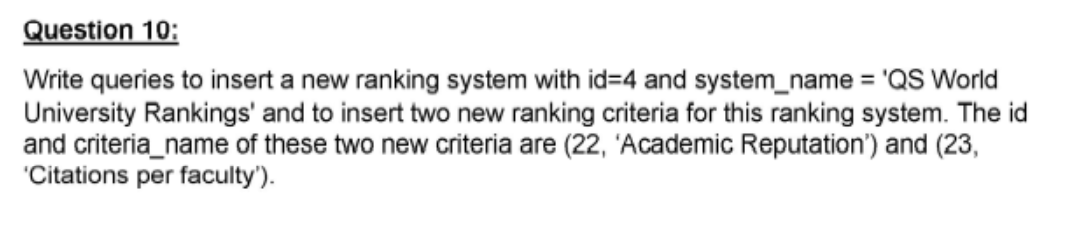 Question 10:
Write queries to insert a new ranking system with id=4 and system_name = 'QS World
University Rankings' and to insert two new ranking criteria for this ranking system. The id
and criteria_name of these two new criteria are (22, ‘Academic Reputation’) and (23,
‘Citations per faculty’).